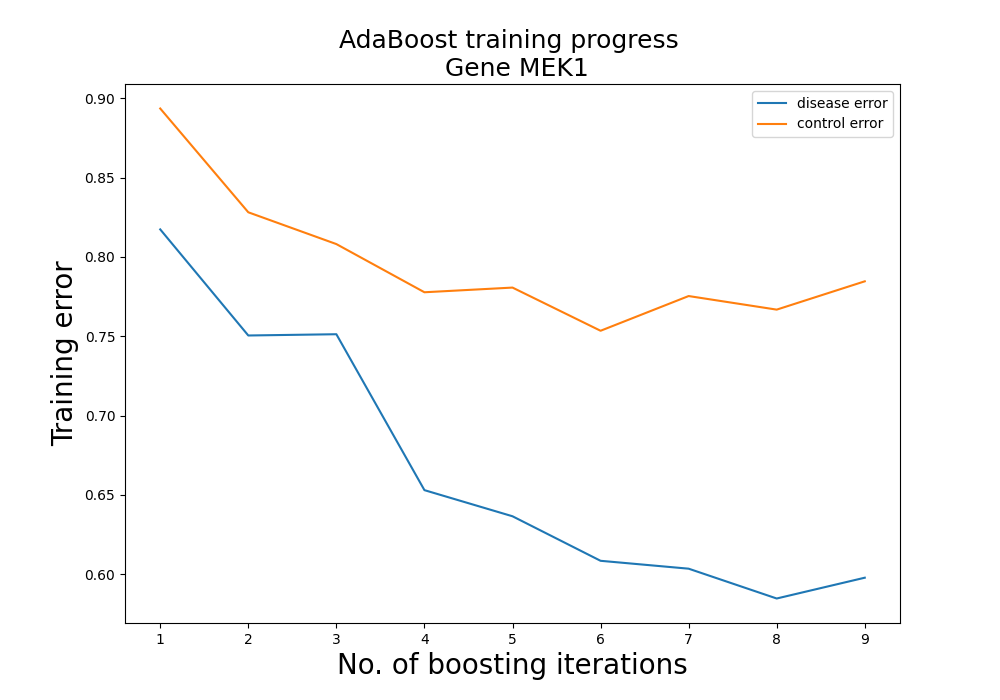 AdaBoost training progress
Gene MEK1
disease error
control error
Training error
0.90
0.85
0.80
0.75
0.70
0.65
0.60
1 2 3 4 5 6 7 8 9
No. of boosting iterations